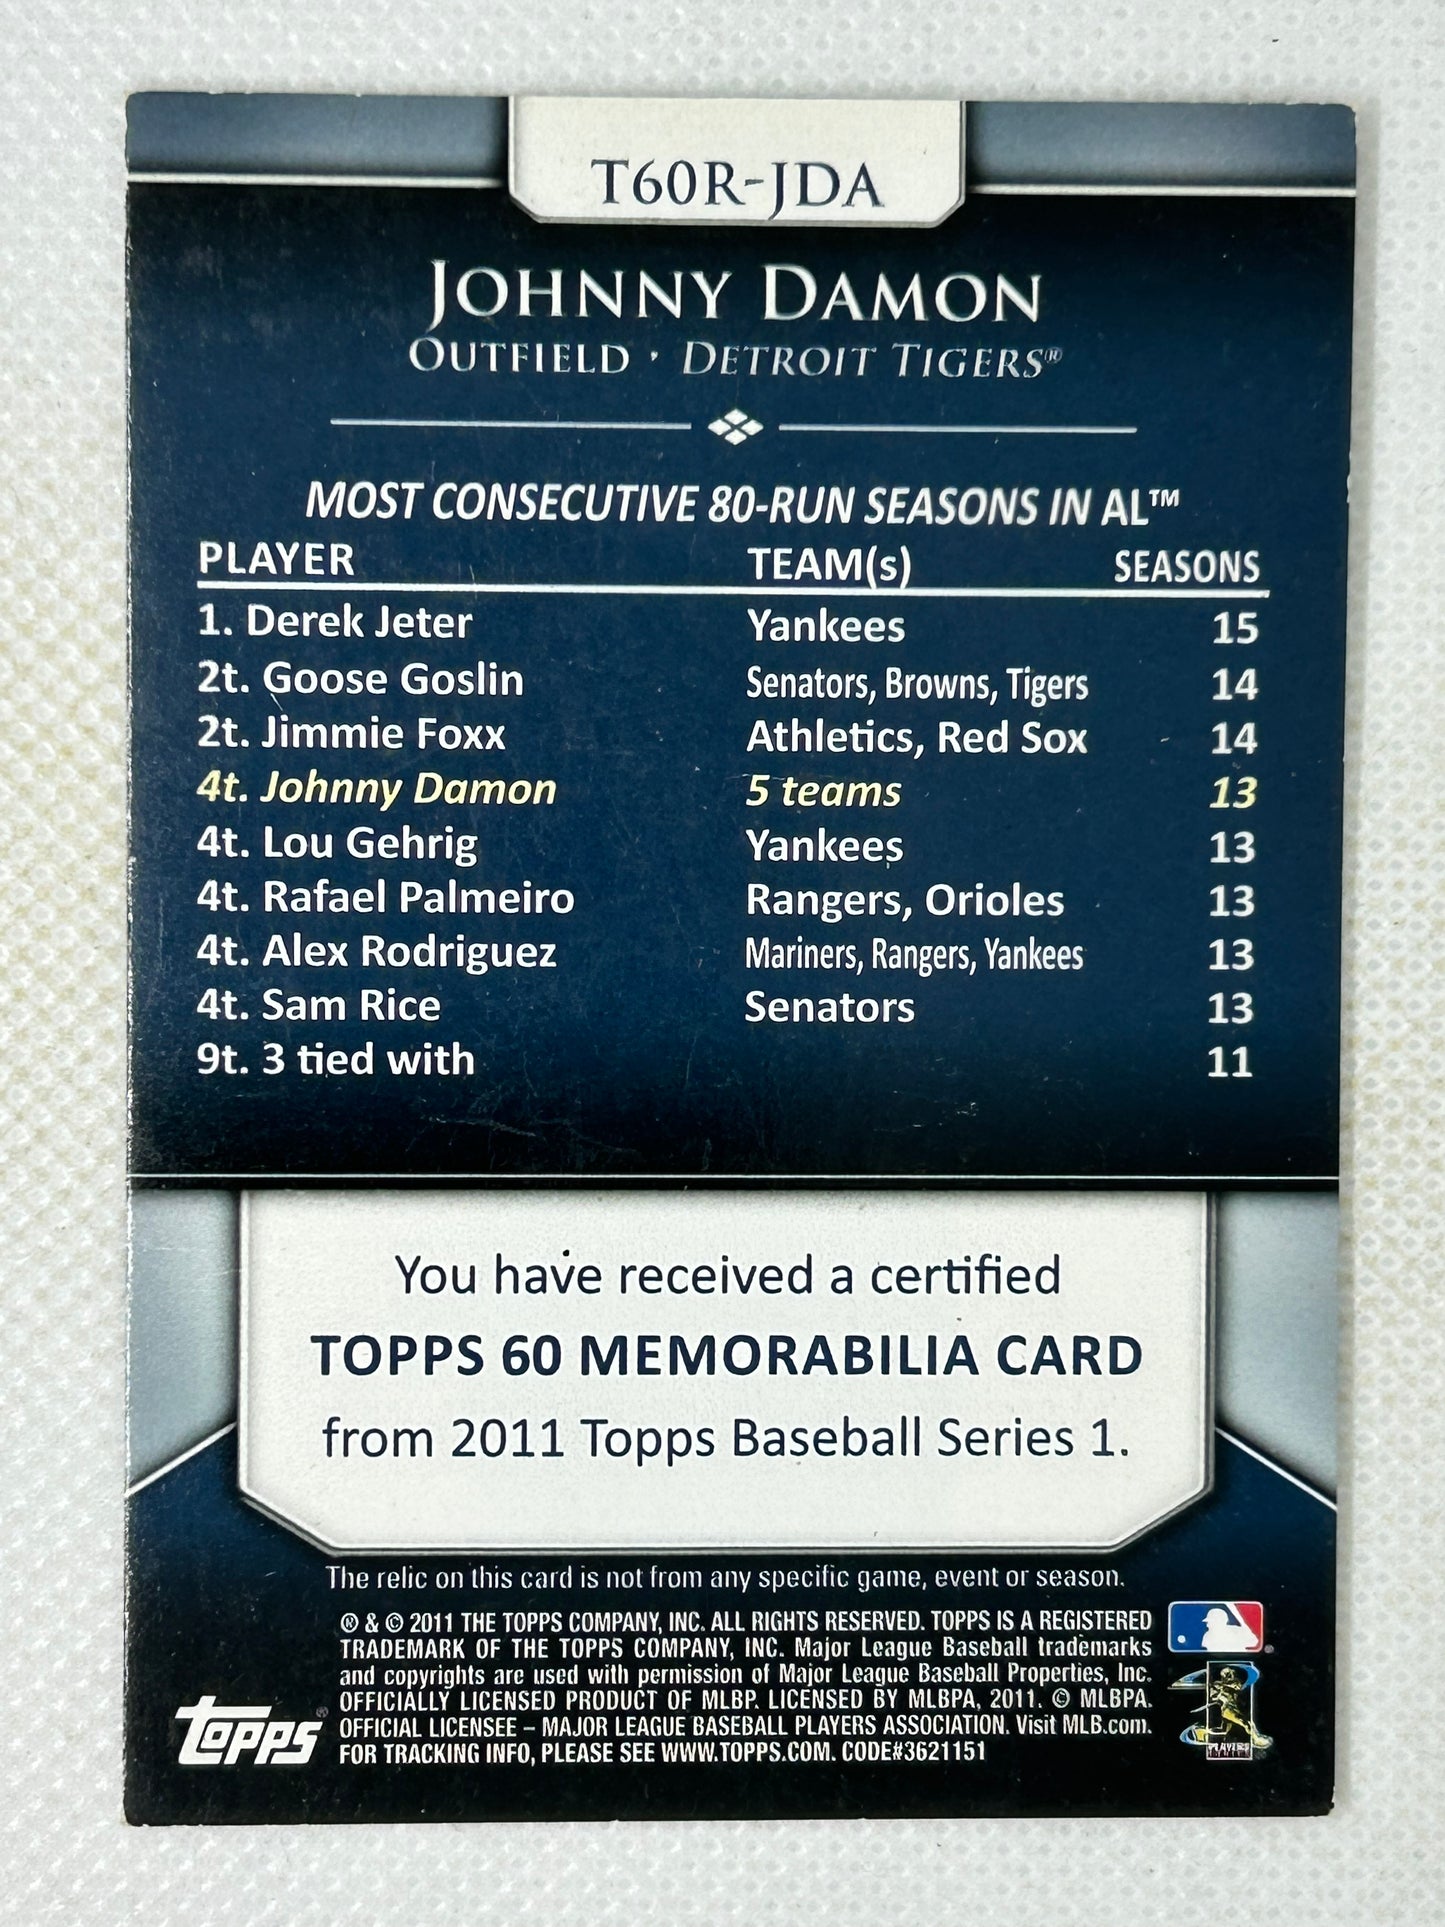 T60R-JDA
JOHNNY DAMON
OUTFIELD · DETROIT TIGERS®
MOST CONSECUTIVE 80-RUN SEASONS IN AL™
PLAYER TEAM(s) SEASONS
1. Derek Jeter Yankees 15
2t. Goose Goslin Senators, Browns, Tigers 14
2t. Jimmie Foxx Athletics, Red Sox 14
4t. Johnny Damon 5 teams 13
4t. Lou Gehrig Yankees 13
4t. Rafael Palmeiro Rangers, Orioles 13
4t. Alex Rodriguez Mariners, Rangers, Yankees 13
4t. Sam Rice Senators 13
9t. 3 tied with 11
You have received a certified
TOPPS 60 MEMORABILIA CARD
from 2011 Topps Baseball Series 1.
The relic on this card is not from any specific game, event or season.
® & © 2011 THE TOPPS COMPANY, INC. ALL RIGHTS RESERVED. TOPPS IS A REGISTERED
TRADEMARK OF THE TOPPS COMPANY, INC. Major League Baseball trademarks
and copyrights are used with permission of Major League Baseball Properties, Inc.
OFFICIALLY LICENSED PRODUCT OF MLBP. LICENSED BY MLBPA, 2011. © MLBPA.
OFFICIAL LICENSEE – MAJOR LEAGUE BASEBALL PLAYERS ASSOCIATION. Visit MLB.com.
FOR TRACKING INFO, PLEASE SEE WWW.TOPPS.COM. CODE#3621151
Topps®
PLAYERS